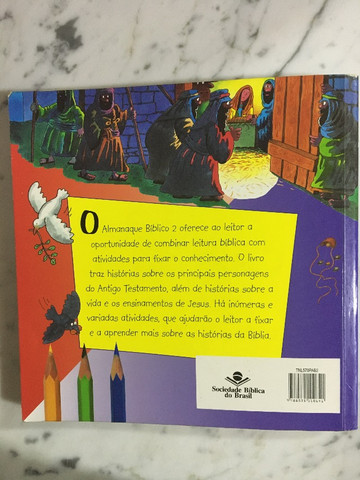 O Almanaque Bíblico 2 oferece ao leitor a
oportunidade de combinar leitura bíblica com
atividades para fixar o conhecimento. O livro
traz histórias sobre os principais personagens
do Antigo Testamento, além de histórias sobre a
vida e os ensinamentos de Jesus. Há inúmeras e
variadas atividades, que ajudarão o leitor a fixar
e a aprender mais sobre as histórias da Bíblia.
Sociedade Bíblica
do Brasil